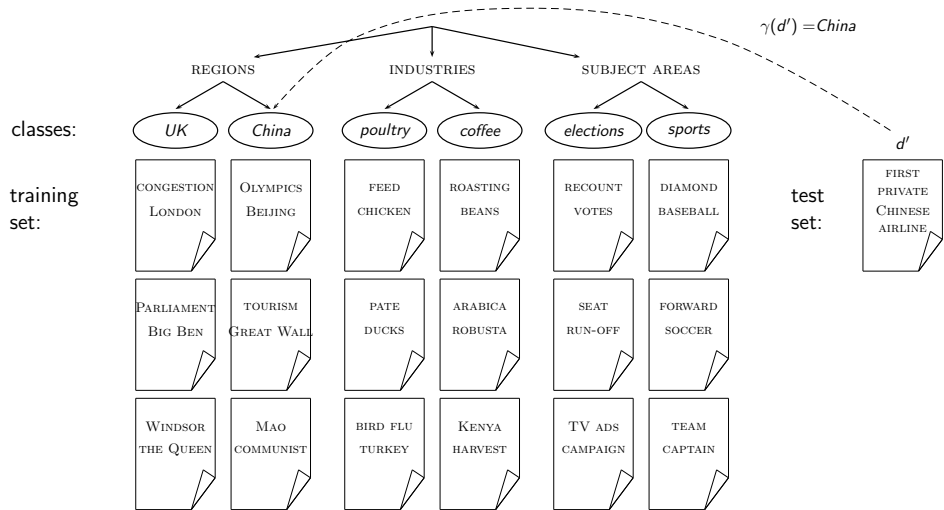 γ(d′) =China
REGIONS INDUSTRIES SUBJECT AREAS
classes: UK China poultry coffee elections sports d′
training set:
CONGESTION LONDON
OLYMPICS BEIJING
FEED CHICKEN
ROASTING BEANS
RECOUNT VOTES
DIAMOND BASEBALL
test set:
FIRST PRIVATE CHINESE AIRLINE
PARLIAMENT BIG BEN
TOURISM GREAT WALL
PATE DUCKS
ARABICA ROBUSTA
SEAT RUN-OFF
FORWARD SOCCER
WINDSOR THE QUEEN
MAO COMMUNIST
BIRD FLU TURKEY
KENYA HARVEST
TV ADS CAMPAIGN
TEAM CAPTAIN